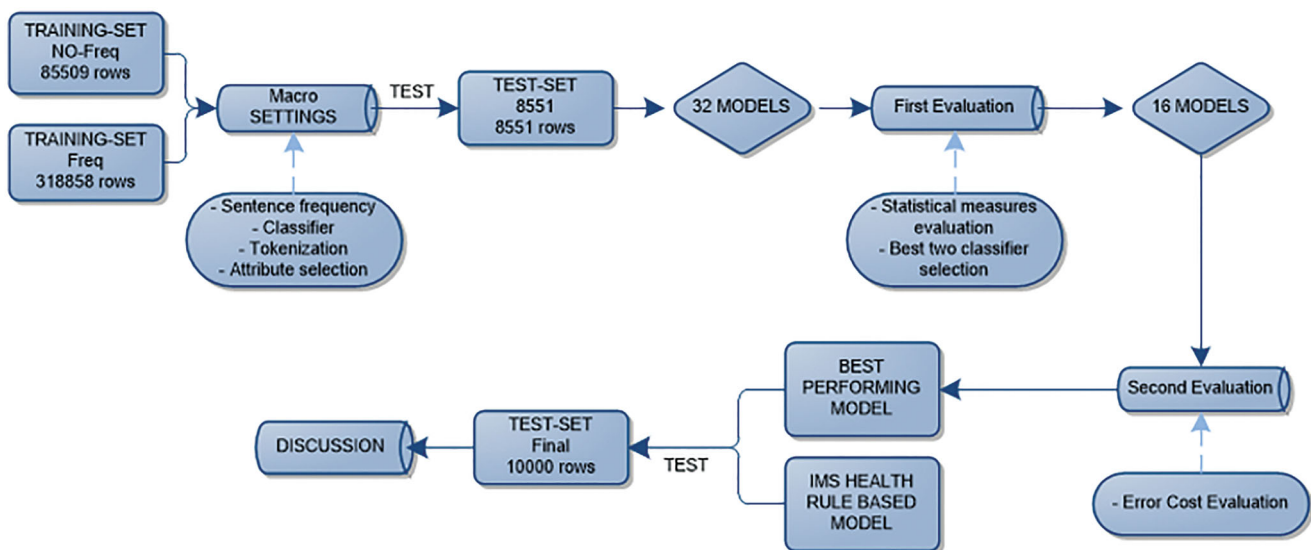 TRAINING-SET
NO-Freq
85509 rows
TRAINING-SET
Freq
318858 rows
Macro
SETTINGS
- Sentence frequency
- Classifier
- Tokenization
- Attribute selection
TEST
TEST-SET
8551
8551 rows
32 MODELS
First Evaluation
- Statistical measures
evaluation
- Best two classifier
selection
16 MODELS
Second Evaluation
- Error Cost Evaluation
BEST
PERFORMING
MODEL
IMS HEALTH
RULE BASED
MODEL
TEST
TEST-SET
Final
10000 rows
DISCUSSION